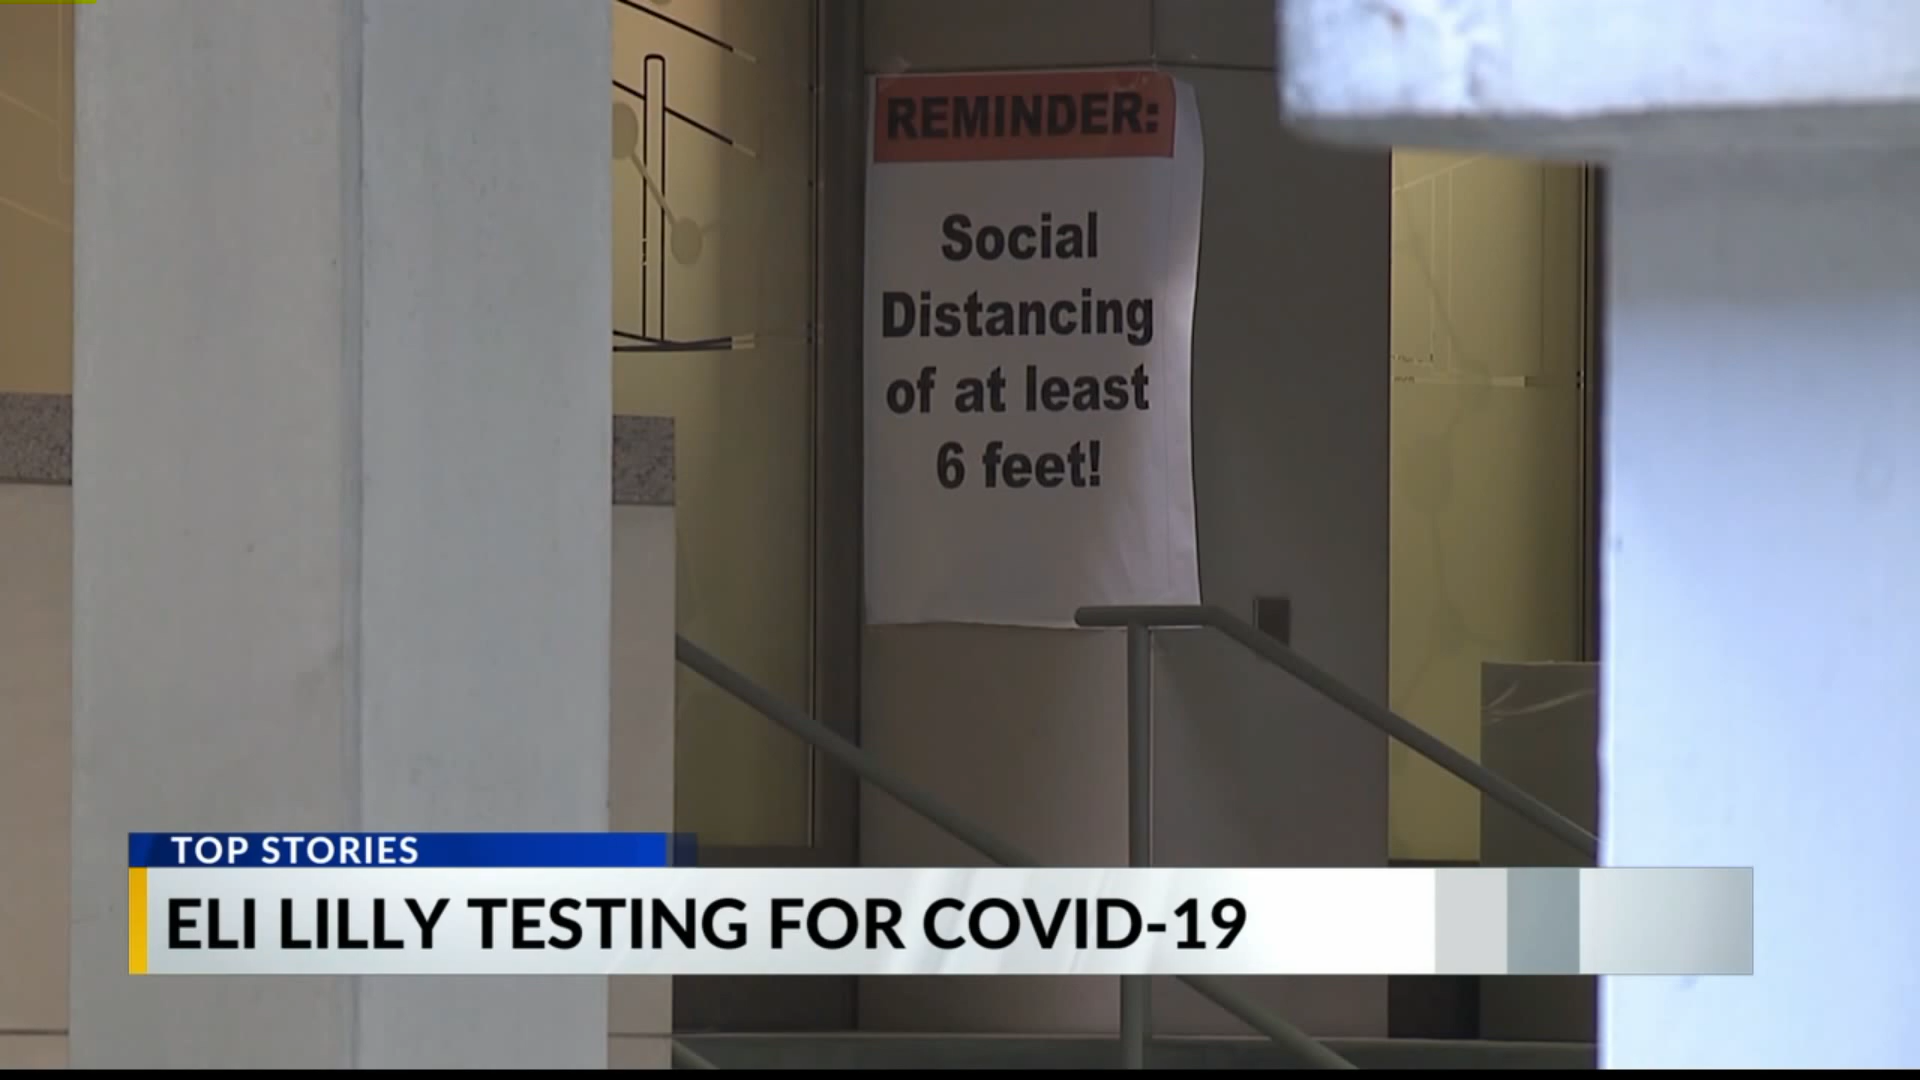 REMINDER:
Social
Distancing
of at least
6 feet!
TOP STORIES
ELI LILLY TESTING FOR COVID-19